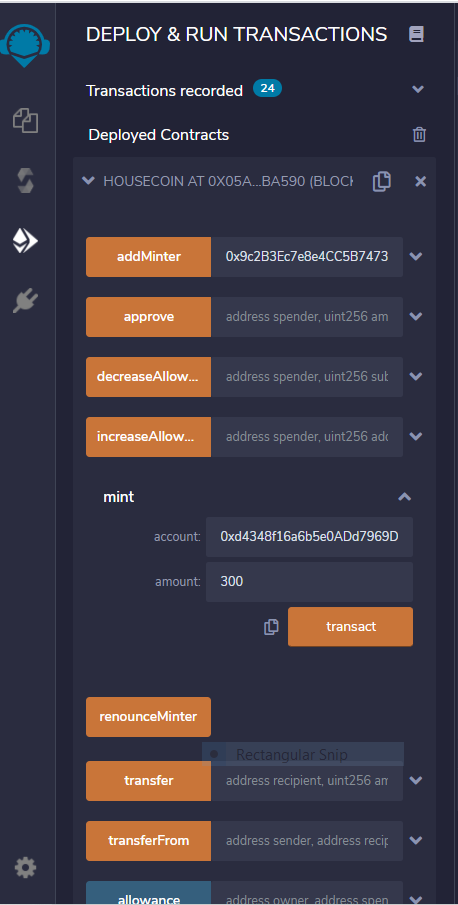 DEPLOY & RUN TRANSACTIONS
Transactions recorded 24
Deployed Contracts
HOUSECOIN AT 0X05A...BA590 (BLOCK
addMinter 0x9c2B3Ec7e8e4CC5B7473
approve address spender, uint256 am
decreaseAllow... address spender, uint256 sub
increaseAllow... address spender, uint256 add
mint
account: 0xd4348f16a6b5e0ADd7969D
amount: 300
transact
renounceMinter
Rectangular Snip
transfer address recipient, uint256 am
transferFrom address sender, address recip
allowance address owner, address spen